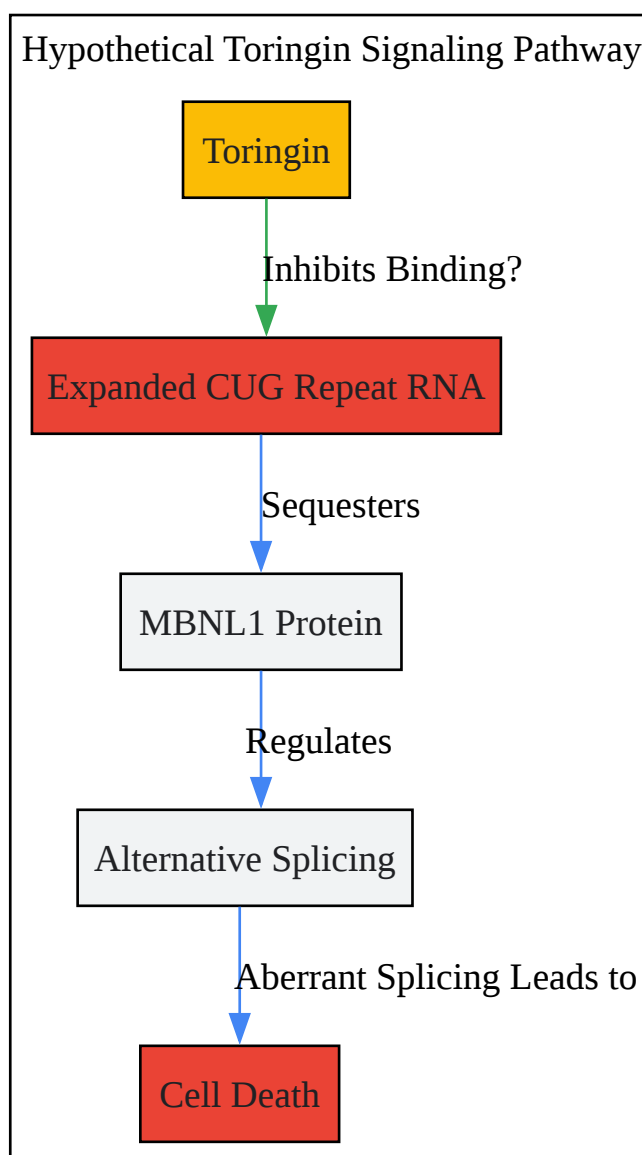 Hypothetical Toringin Signaling Pathway
Toringin
Inhibits Binding?
Expanded CUG Repeat RNA
Sequesters
MBNL1 Protein
Regulates
Alternative Splicing
Aberrant Splicing Leads to
Cell Death